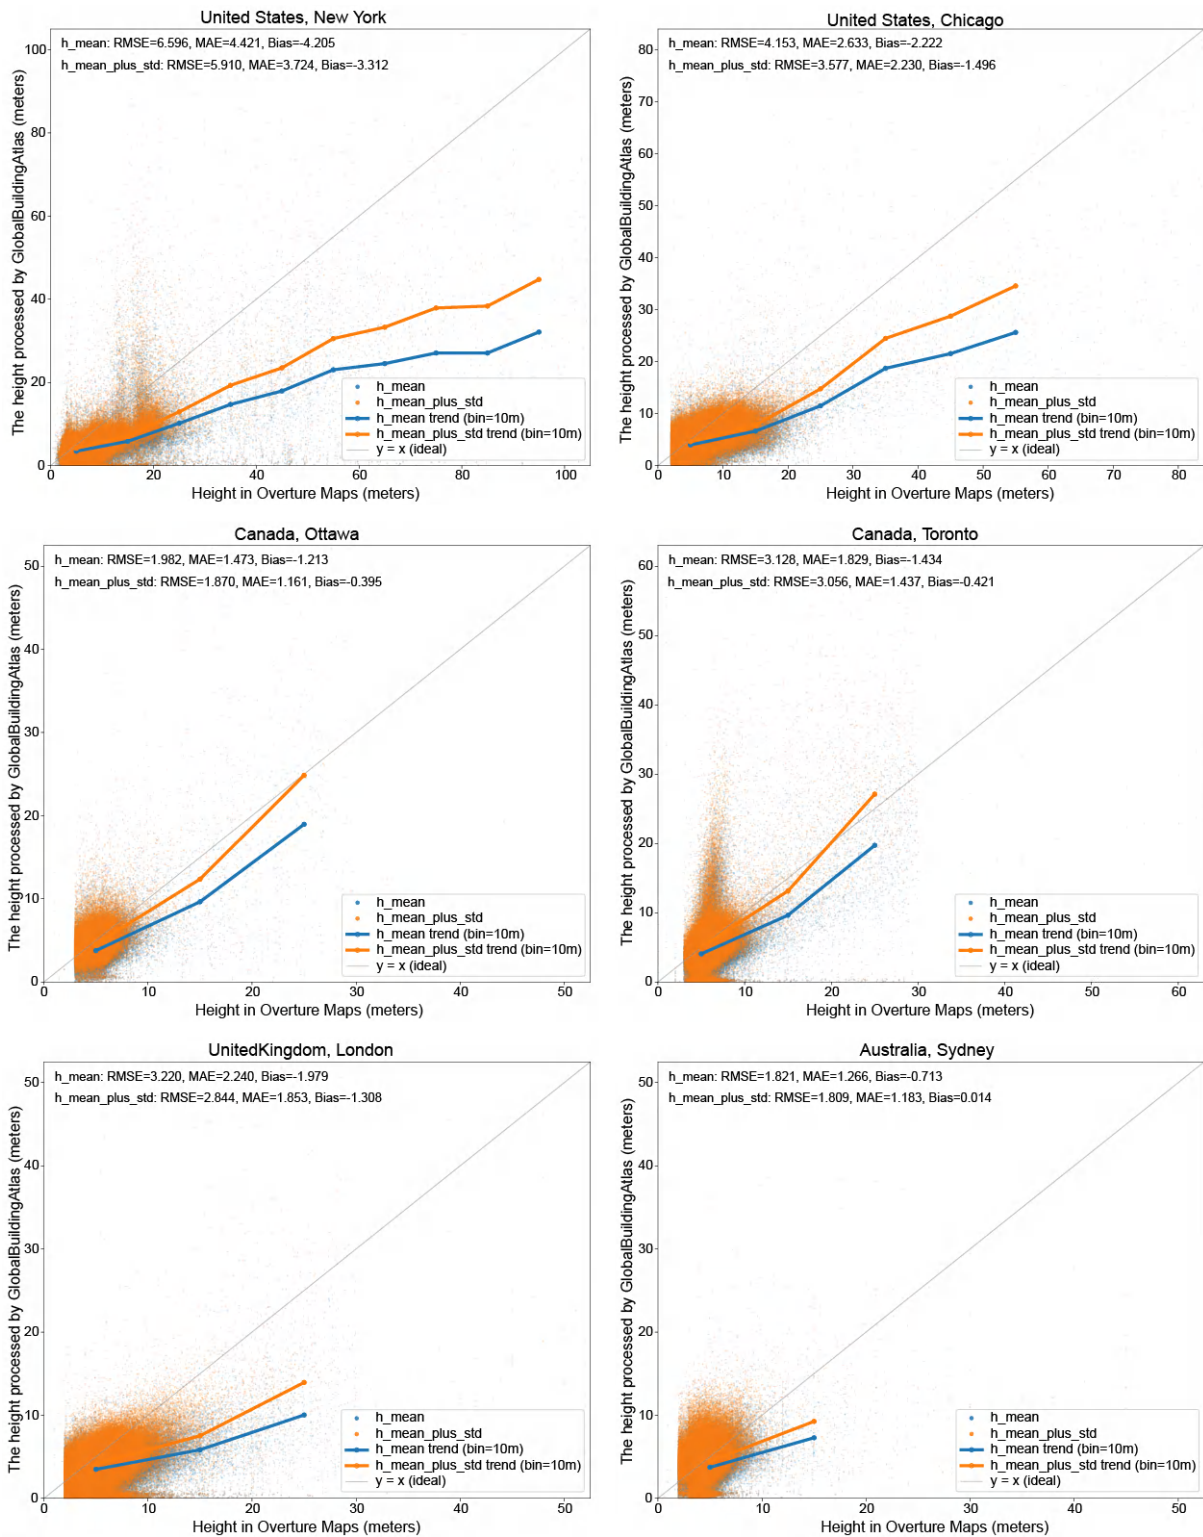 United States, New York
h_mean: RMSE=6.596, MAE=4.421, Bias=-4.205
h_mean_plus_std: RMSE=5.910, MAE=3.724, Bias=-3.312
The height processed by GlobalBuildingAtlas (meters)
100
80
60
40
20
0
h_mean
h_mean_plus_std
h_mean trend (bin=10m)
h_mean_plus_std trend (bin=10m)
y = x (ideal)
0 20 40 60 80 100
Height in Overture Maps (meters)
United States, Chicago
h_mean: RMSE=4.153, MAE=2.633, Bias=-2.222
h_mean_plus_std: RMSE=3.577, MAE=2.230, Bias=-1.496
The height processed by GlobalBuildingAtlas (meters)
80
70
60
50
40
30
20
10
0
h_mean
h_mean_plus_std
h_mean trend (bin=10m)
h_mean_plus_std trend (bin=10m)
y = x (ideal)
0 10 20 30 40 50 60 70 80
Height in Overture Maps (meters)
Canada, Ottawa
h_mean: RMSE=1.982, MAE=1.473, Bias=-1.213
h_mean_plus_std: RMSE=1.870, MAE=1.161, Bias=-0.395
The height processed by GlobalBuildingAtlas (meters)
50
40
30
20
10
0
h_mean
h_mean_plus_std
h_mean trend (bin=10m)
h_mean_plus_std trend (bin=10m)
y = x (ideal)
0 10 20 30 40 50
Height in Overture Maps (meters)
Canada, Toronto
h_mean: RMSE=3.128, MAE=1.829, Bias=-1.434
h_mean_plus_std: RMSE=3.056, MAE=1.437, Bias=-0.421
The height processed by GlobalBuildingAtlas (meters)
60
50
40
30
20
10
0
h_mean
h_mean_plus_std
h_mean trend (bin=10m)
h_mean_plus_std trend (bin=10m)
y = x (ideal)
0 10 20 30 40 50 60
Height in Overture Maps (meters)
UnitedKingdom, London
h_mean: RMSE=3.220, MAE=2.240, Bias=-1.979
h_mean_plus_std: RMSE=2.844, MAE=1.853, Bias=-1.308
The height processed by GlobalBuildingAtlas (meters)
50
40
30
20
10
0
h_mean
h_mean_plus_std
h_mean trend (bin=10m)
h_mean_plus_std trend (bin=10m)
y = x (ideal)
0 10 20 30 40 50
Height in Overture Maps (meters)
Australia, Sydney
h_mean: RMSE=1.821, MAE=1.266, Bias=-0.713
h_mean_plus_std: RMSE=1.809, MAE=1.183, Bias=0.014
The height processed by GlobalBuildingAtlas (meters)
50
40
30
20
10
0
h_mean
h_mean_plus_std
h_mean trend (bin=10m)
h_mean_plus_std trend (bin=10m)
y = x (ideal)
0 10 20 30 40 50
Height in Overture Maps (meters)